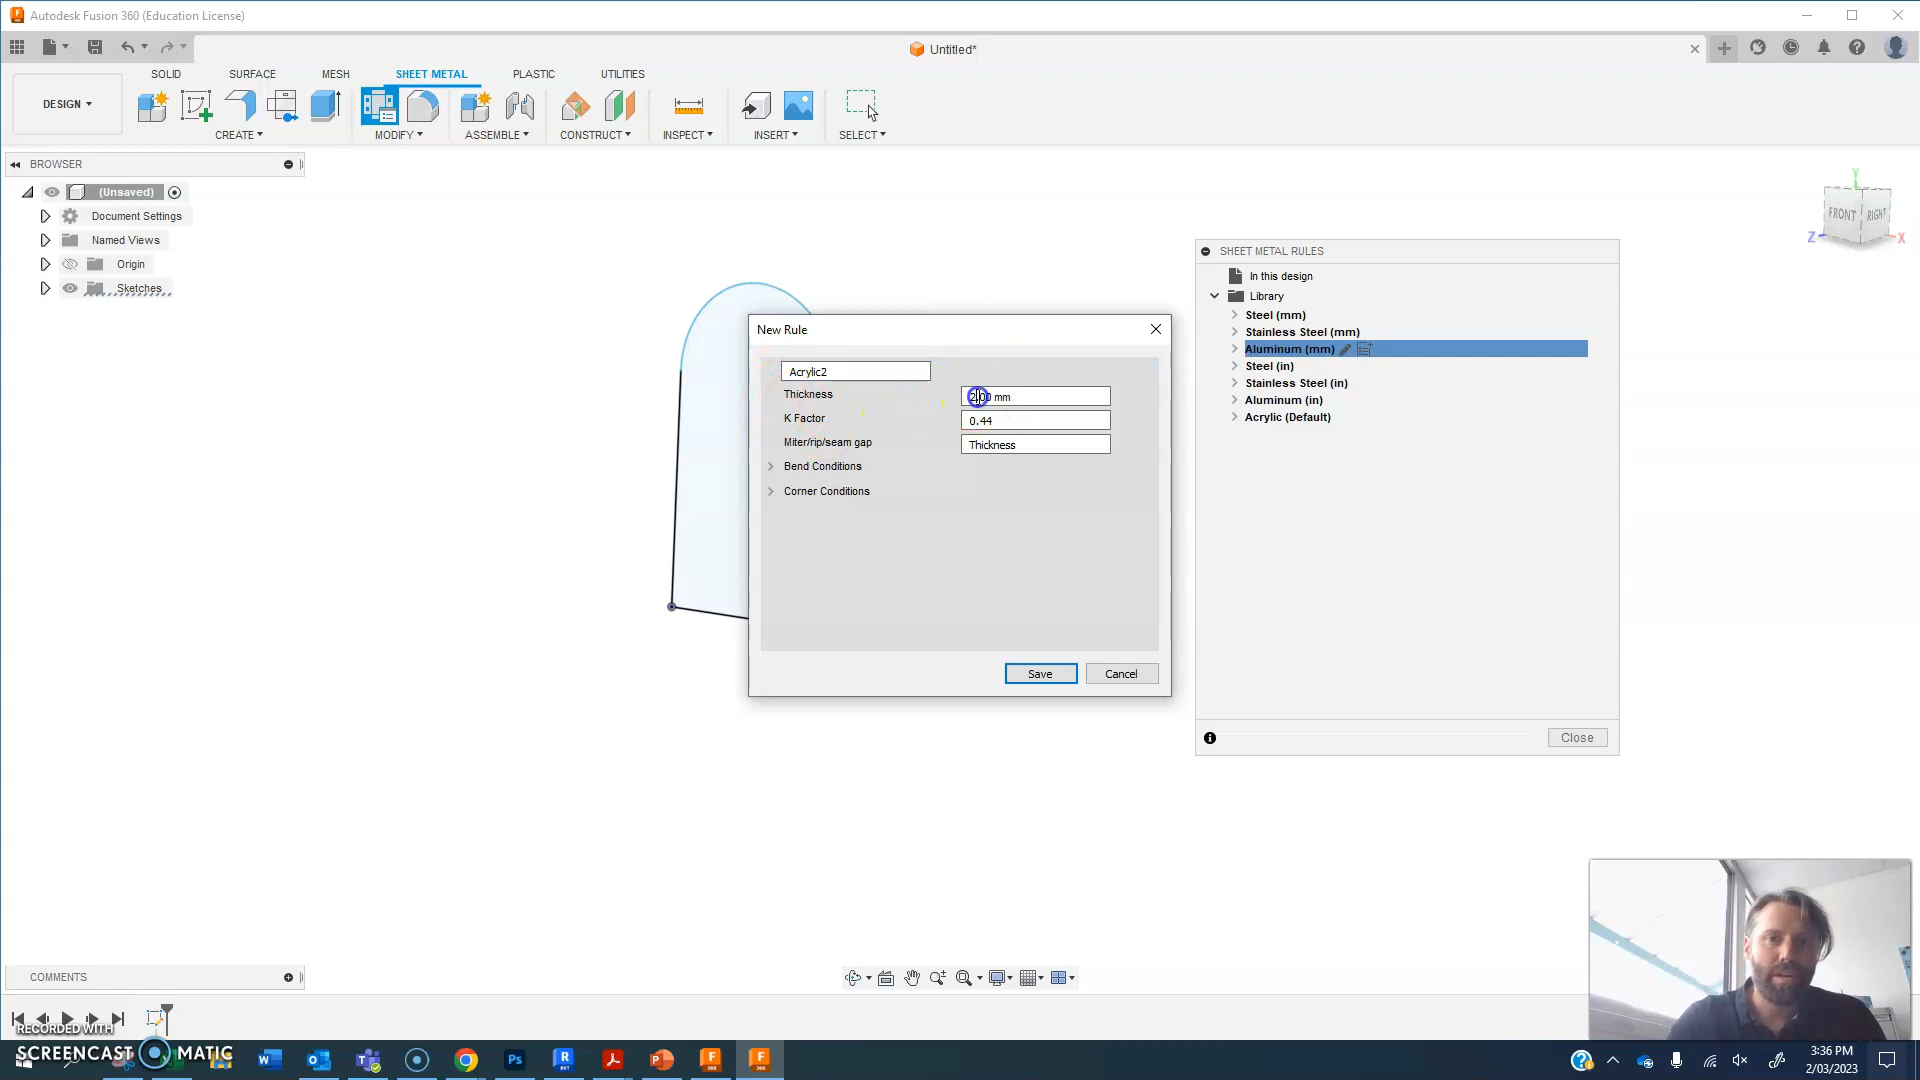 Autodesk Fusion 360 (Education License)
Untitled*
SOLID SURFACE MESH SHEET METAL PLASTIC UTILITIES
DESIGN
CREATE MODIFY ASSEMBLE CONSTRUCT INSPECT INSERT SELECT
BROWSER
(Unsaved)
Document Settings
Named Views
Origin
Sketches
Y
FRONT RIGHT
Z X
SHEET METAL RULES
In this design
Library
Steel (mm)
Stainless Steel (mm)
Aluminum (mm)
Steel (in)
Stainless Steel (in)
Aluminum (in)
Acrylic (Default)
Close
New Rule
Acrylic2
Thickness 2.00 mm
K Factor 0.44
Miter/rip/seam gap Thickness
Bend Conditions
Corner Conditions
Save Cancel
COMMENTS
RECORDED WITH
SCREENCAST MATIC
3:36 PM
2/03/2023